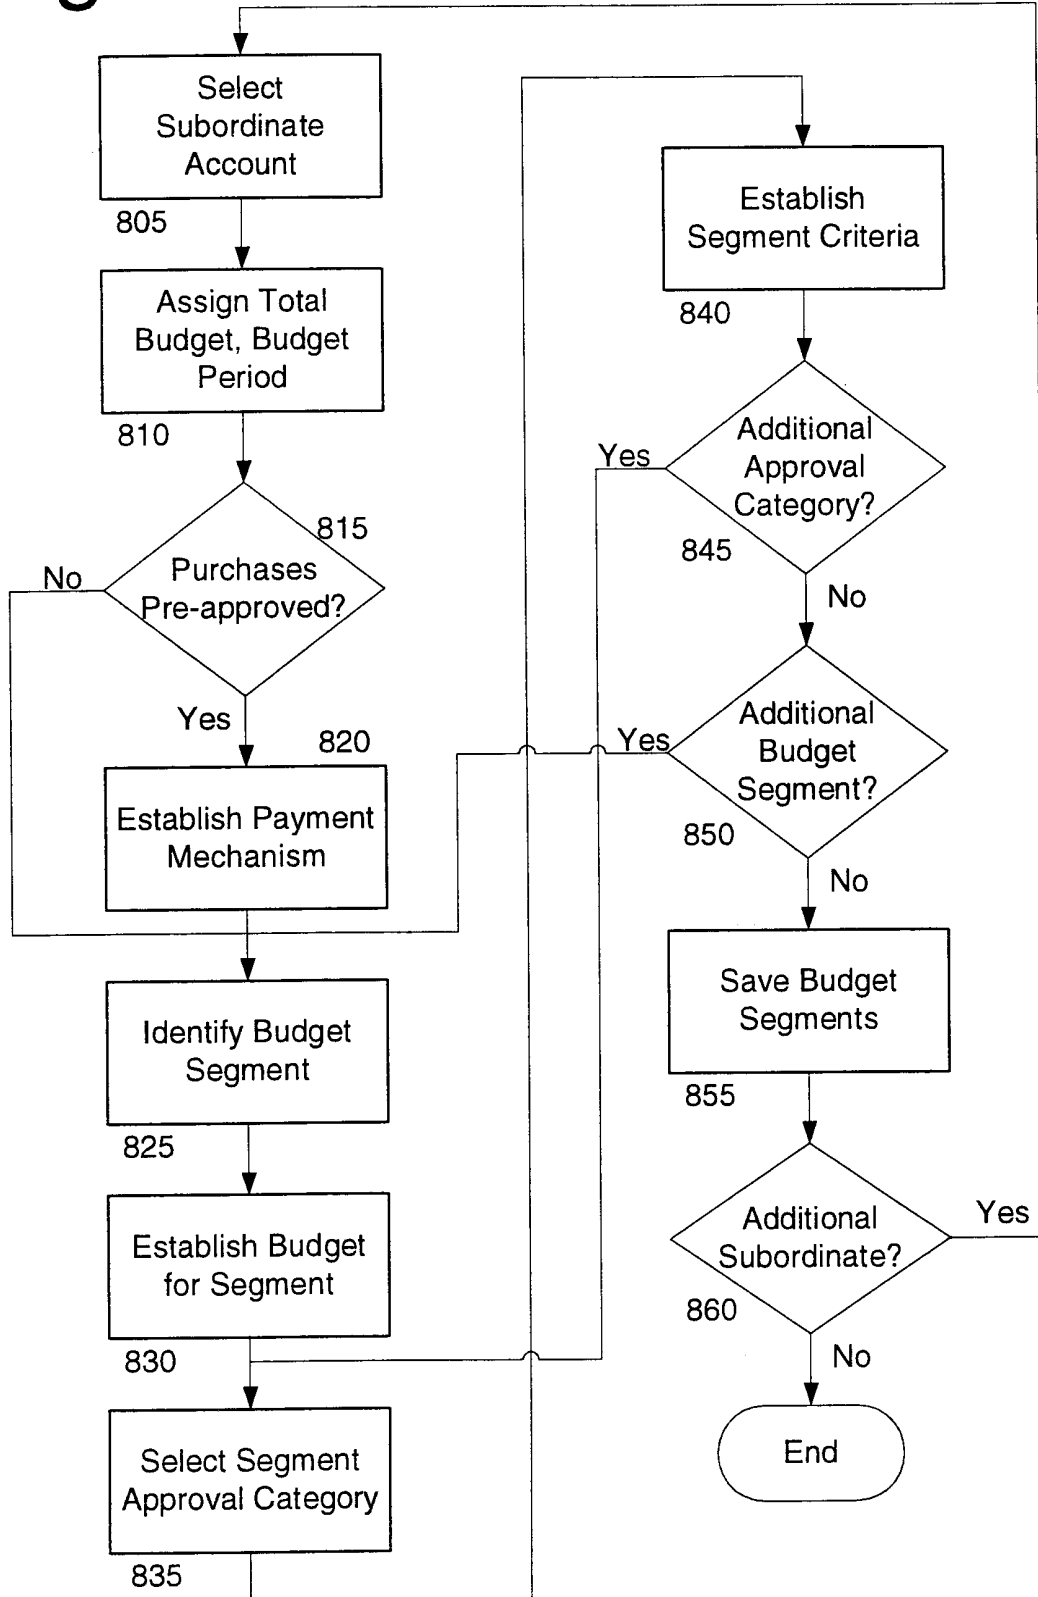 Select
Subordinate
Account
805
Assign Total
Budget, Budget
Period
810
815
Purchases
Pre-approved?
No
Yes
820
Establish Payment
Mechanism
Identify Budget
Segment
825
Establish Budget
for Segment
830
Select Segment
Approval Category
835
Establish
Segment Criteria
840
Additional
Approval
Category?
Yes
845
No
Additional
Budget
Segment?
Yes
850
No
Save Budget
Segments
855
Additional
Subordinate?
Yes
860
No
End